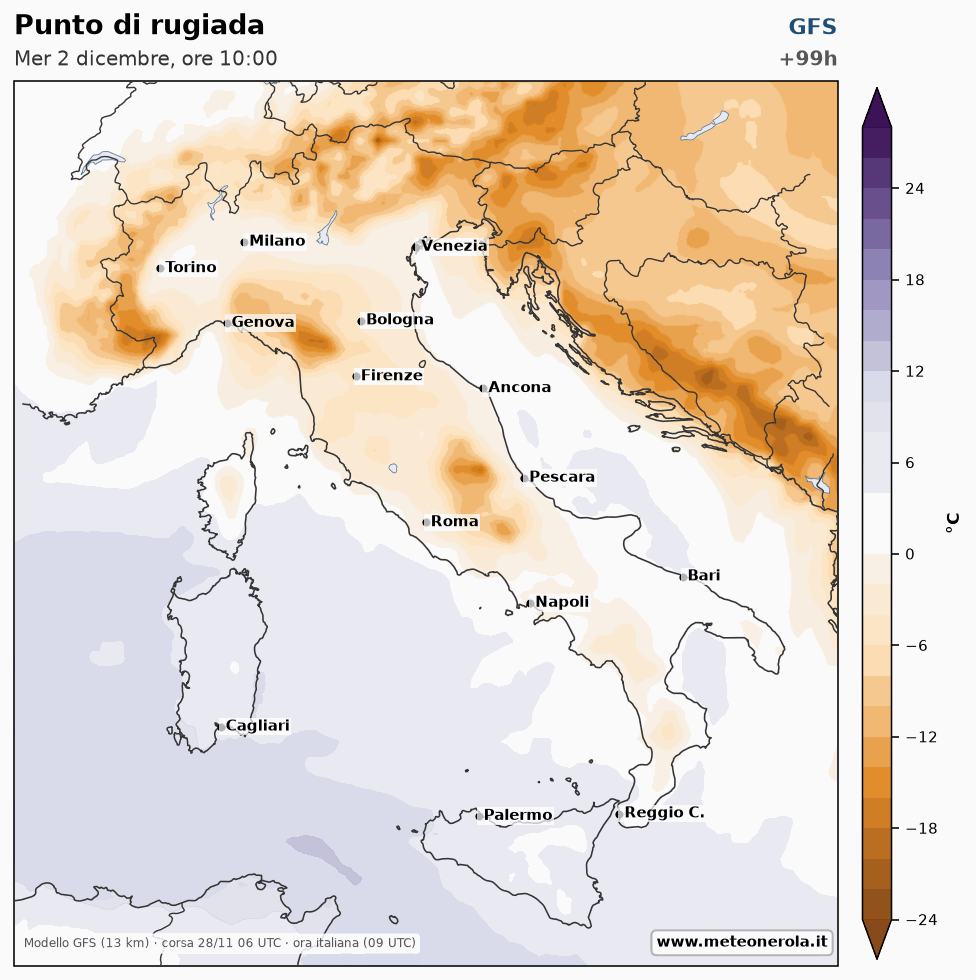 Punto di rugiada
GFS
Mer 2 dicembre, ore 10:00
+99h
Milano
Venezia
Torino
Genova
Bologna
Firenze
Ancona
Pescara
Roma
Bari
Napoli
Cagliari
Palermo
Reggio C.
24
18
12
6
0
−6
−12
−18
−24
°C
Modello GFS (13 km) · corsa 28/11 06 UTC · ora italiana (09 UTC)
www.meteonerola.it